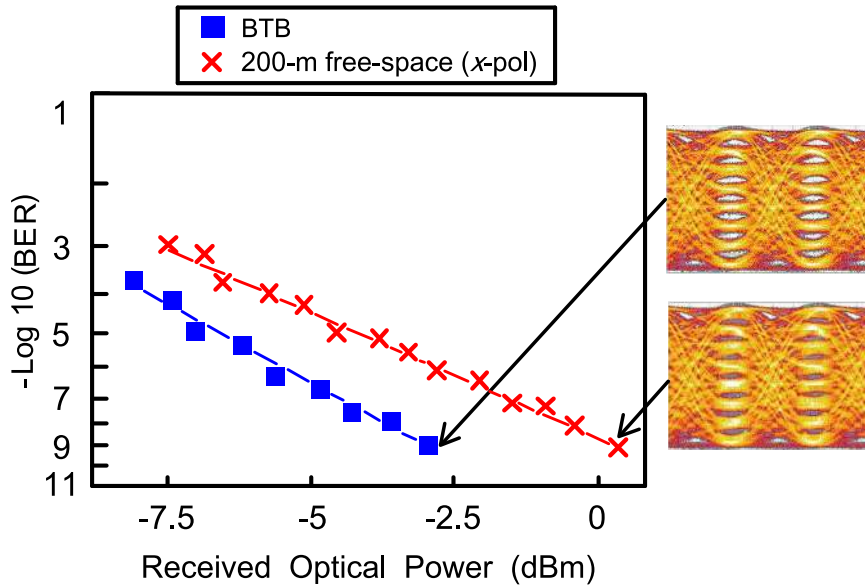 BTB
200-m free-space (x-pol)
1
3
5
7
9
11
-Log 10 (BER)
-7.5 -5 -2.5 0
Received Optical Power (dBm)